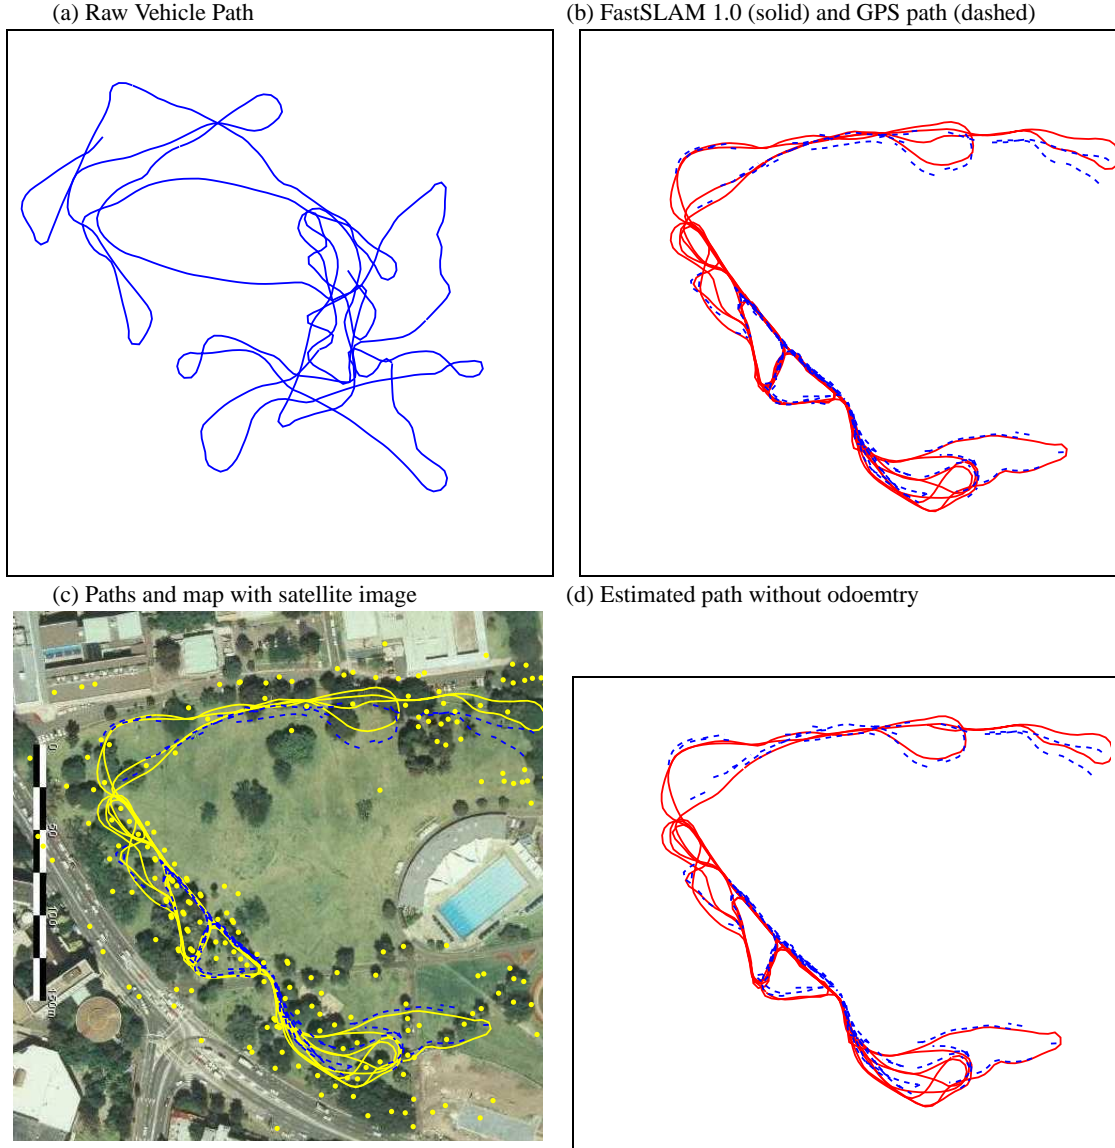 (a) Raw Vehicle Path
(b) FastSLAM 1.0 (solid) and GPS path (dashed)
(c) Paths and map with satellite image
(d) Estimated path without odoemtry
0
50
100
150m